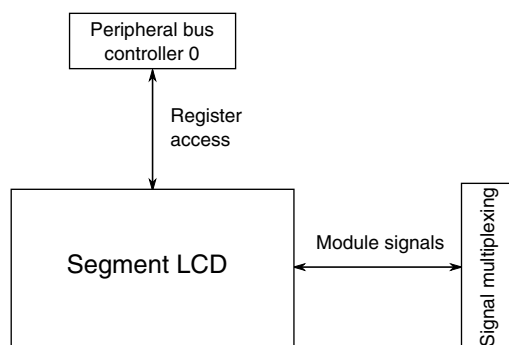 Peripheral bus
controller 0
Register
access
Segment LCD
Module signals
Signal multiplexing